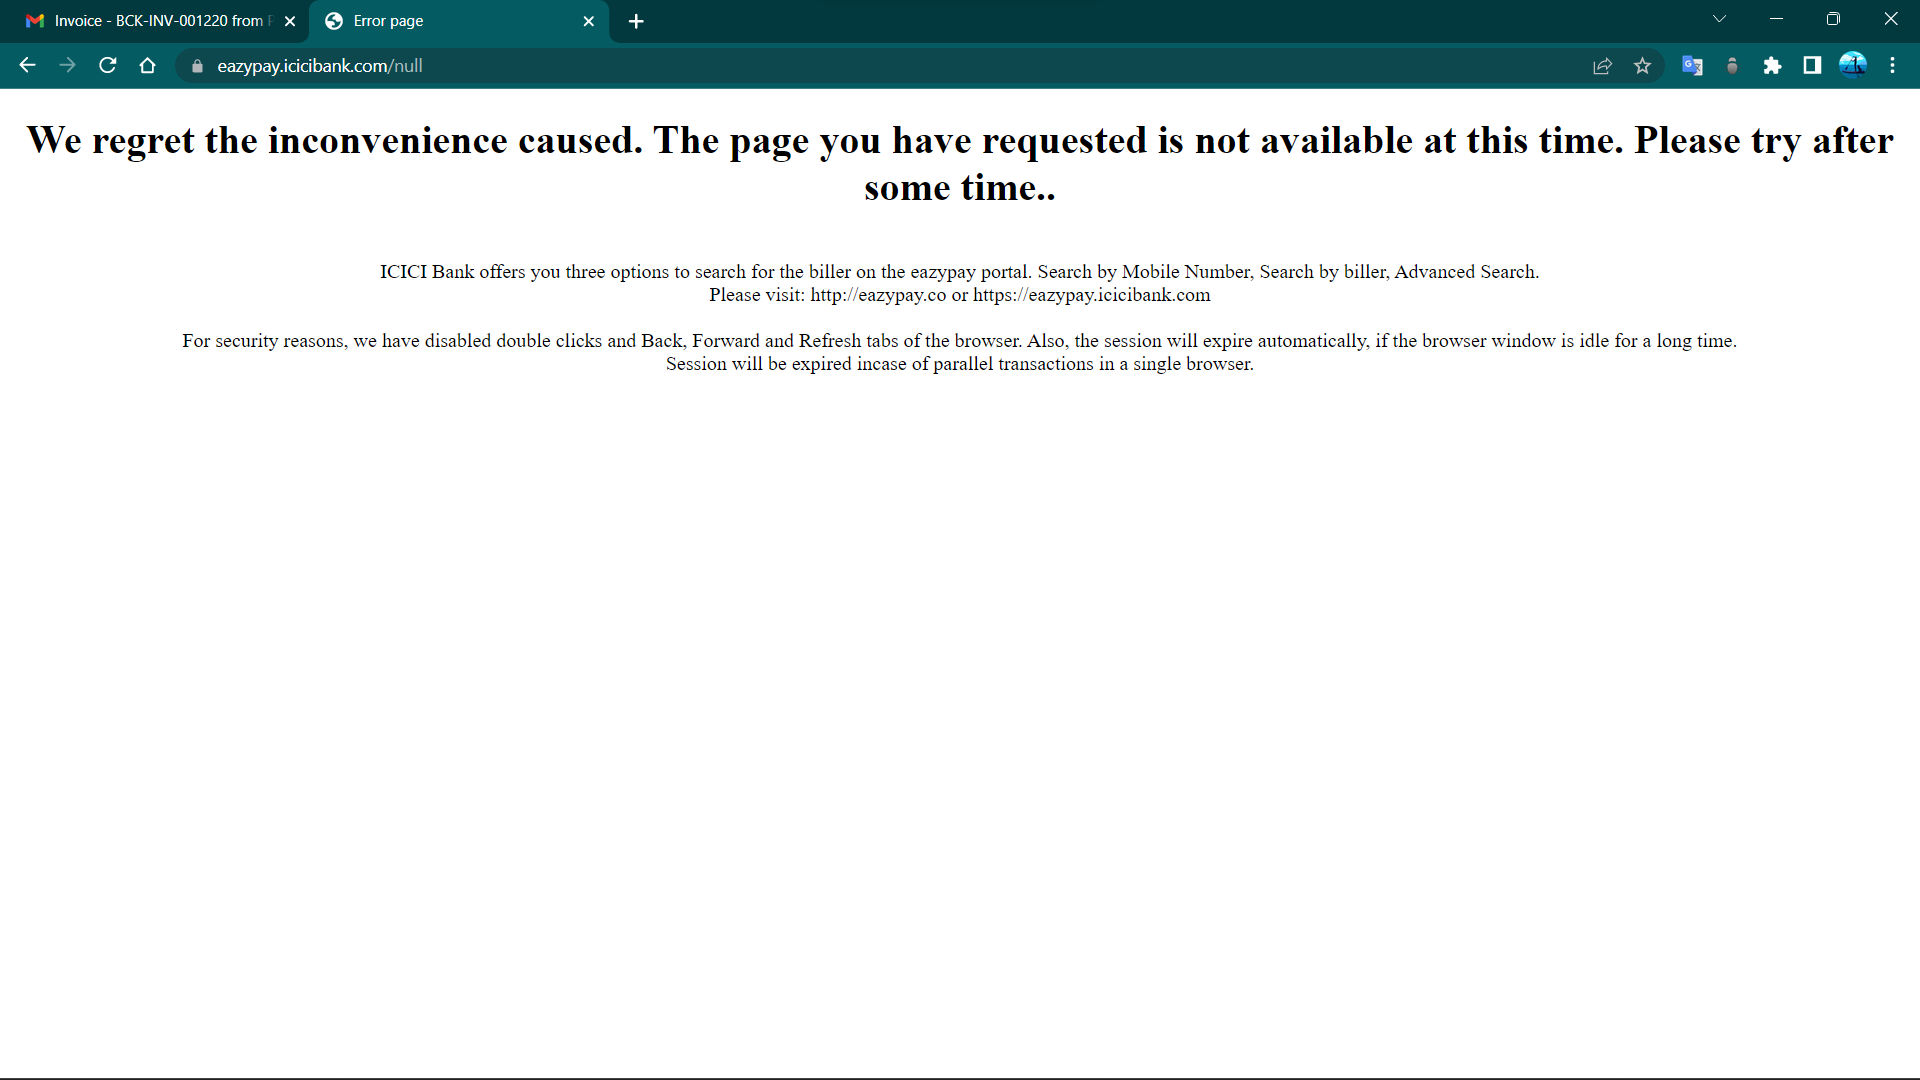 Invoice - BCK-INV-001220 from
Error page
eazypay.icicibank.com/null
We regret the inconvenience caused. The page you have requested is not available at this time. Please try after
some time..
ICICI Bank offers you three options to search for the biller on the eazypay portal. Search by Mobile Number, Search by biller, Advanced Search.
Please visit: http://eazypay.co or https://eazypay.icicibank.com
For security reasons, we have disabled double clicks and Back, Forward and Refresh tabs of the browser. Also, the session will expire automatically, if the browser window is idle for a long time.
Session will be expired incase of parallel transactions in a single browser.